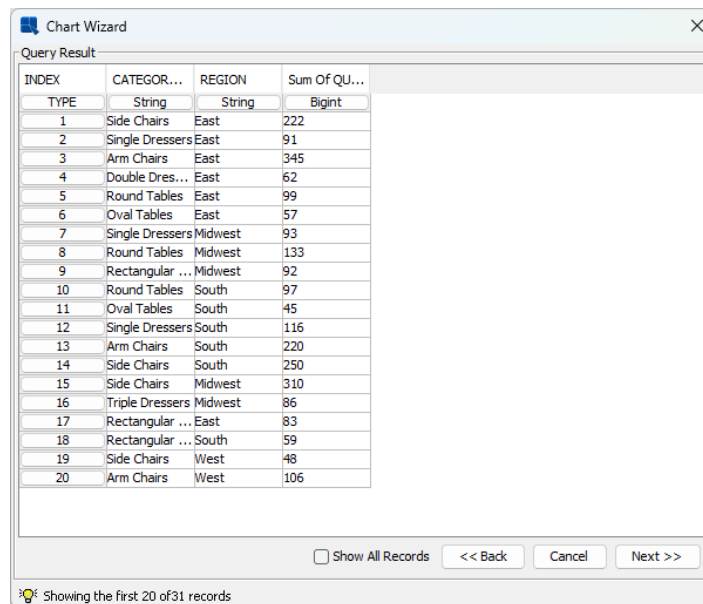 Chart Wizard
Query Result
INDEX CATEGOR... REGION Sum Of QU...
TYPE String String Bigint
1 Side Chairs East 222
2 Single Dressers East 91
3 Arm Chairs East 345
4 Double Dres... East 62
5 Round Tables East 99
6 Oval Tables East 57
7 Single Dressers Midwest 93
8 Round Tables Midwest 133
9 Rectangular ... Midwest 92
10 Round Tables South 97
11 Oval Tables South 45
12 Single Dressers South 116
13 Arm Chairs South 220
14 Side Chairs South 250
15 Side Chairs Midwest 310
16 Triple Dressers Midwest 86
17 Rectangular ... East 83
18 Rectangular ... South 59
19 Side Chairs West 48
20 Arm Chairs West 106
Show All Records << Back Cancel Next >>
Showing the first 20 of31 records